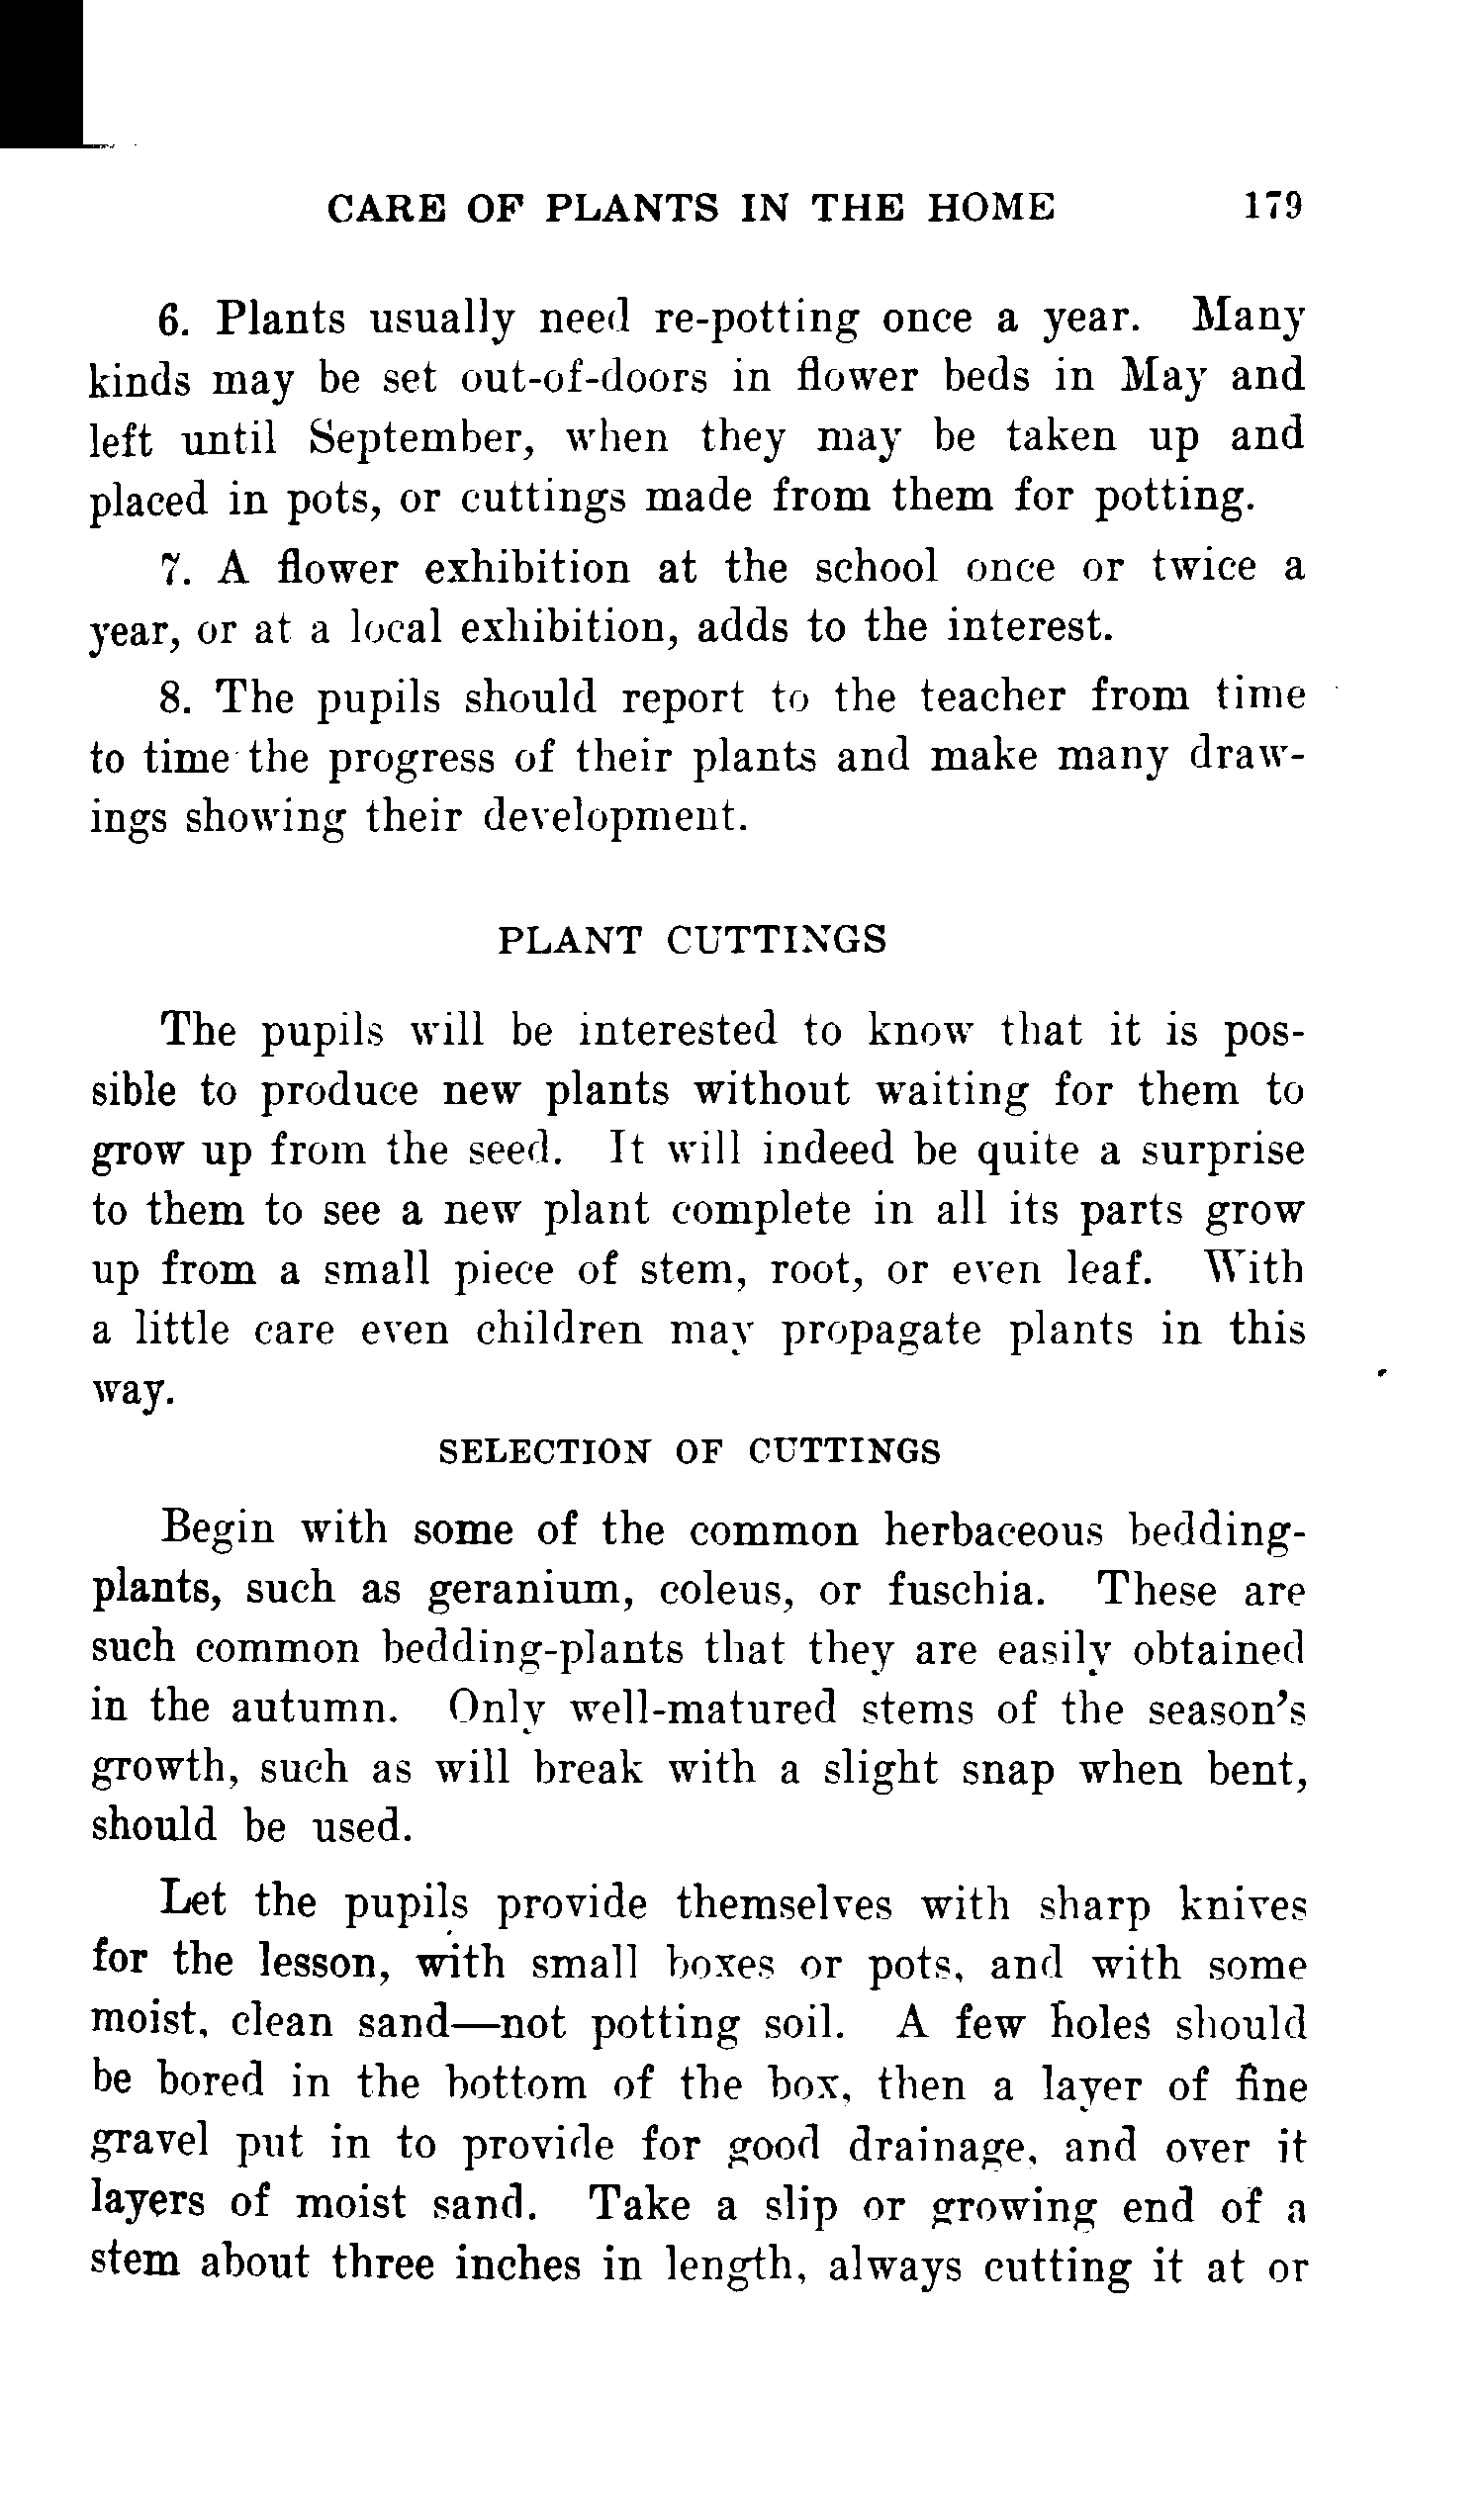 CARE OF PLANTS IN THE HOME 179
6. Plants usually need re-potting once a year. Many
kinds may be set out-of-doors in flower beds in May and
left until September, when they may be taken up and
placed in pots, or cuttings made from them for potting.
7. A flower exhibition at the school once or twice a
year, or at a local exhibition, adds to the interest.
8. The pupils should report to the teacher from time
to time the progress of their plants and make many draw-
ings showing their development.
PLANT CUTTINGS
The pupils will be interested to know that it is pos-
sible to produce new plants without waiting for them to
grow up from the seed. It will indeed be quite a surprise
to them to see a new plant complete in all its parts grow
up from a small piece of stem, root, or even leaf. With
a little care even children may propagate plants in this
way.
SELECTION OF CUTTINGS
Begin with some of the common herbaceous bedding-
plants, such as geranium, coleus, or fuschia. These are
such common bedding-plants that they are easily obtained
in the autumn. Only well-matured stems of the season's
growth, such as will break with a slight snap when bent,
should be used.
Let the pupils provide themselves with sharp knives
for the lesson, with small boxes or pots, and with some
moist, clean sand—not potting soil. A few holes should
be bored in the bottom of the box, then a layer of fine
gravel put in to provide for good drainage, and over it
layers of moist sand. Take a slip or growing end of a
stem about three inches in length, always cutting it at or